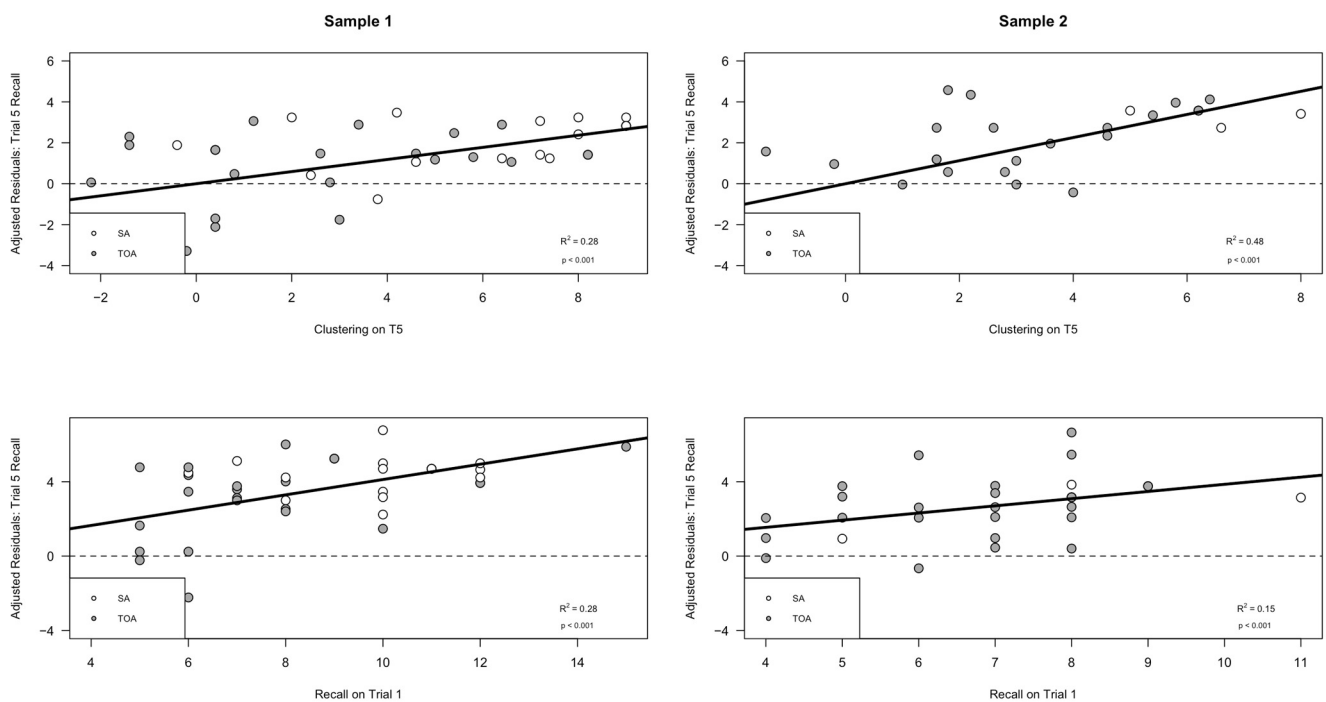 Sample 1
Adjusted Residuals: Trial 5 Recall
6
4
2
0
−2
−4
SA
TOA
R² = 0.28
p < 0.001
−2 0 2 4 6 8
Clustering on T5
Sample 2
Adjusted Residuals: Trial 5 Recall
6
4
2
0
−2
−4
SA
TOA
R² = 0.48
p < 0.001
0 2 4 6 8
Clustering on T5
Adjusted Residuals: Trial 5 Recall
4
0
−4
SA
TOA
R² = 0.28
p < 0.001
4 6 8 10 12 14
Recall on Trial 1
Adjusted Residuals: Trial 5 Recall
4
0
−4
SA
TOA
R² = 0.15
p < 0.001
4 5 6 7 8 9 10 11
Recall on Trial 1